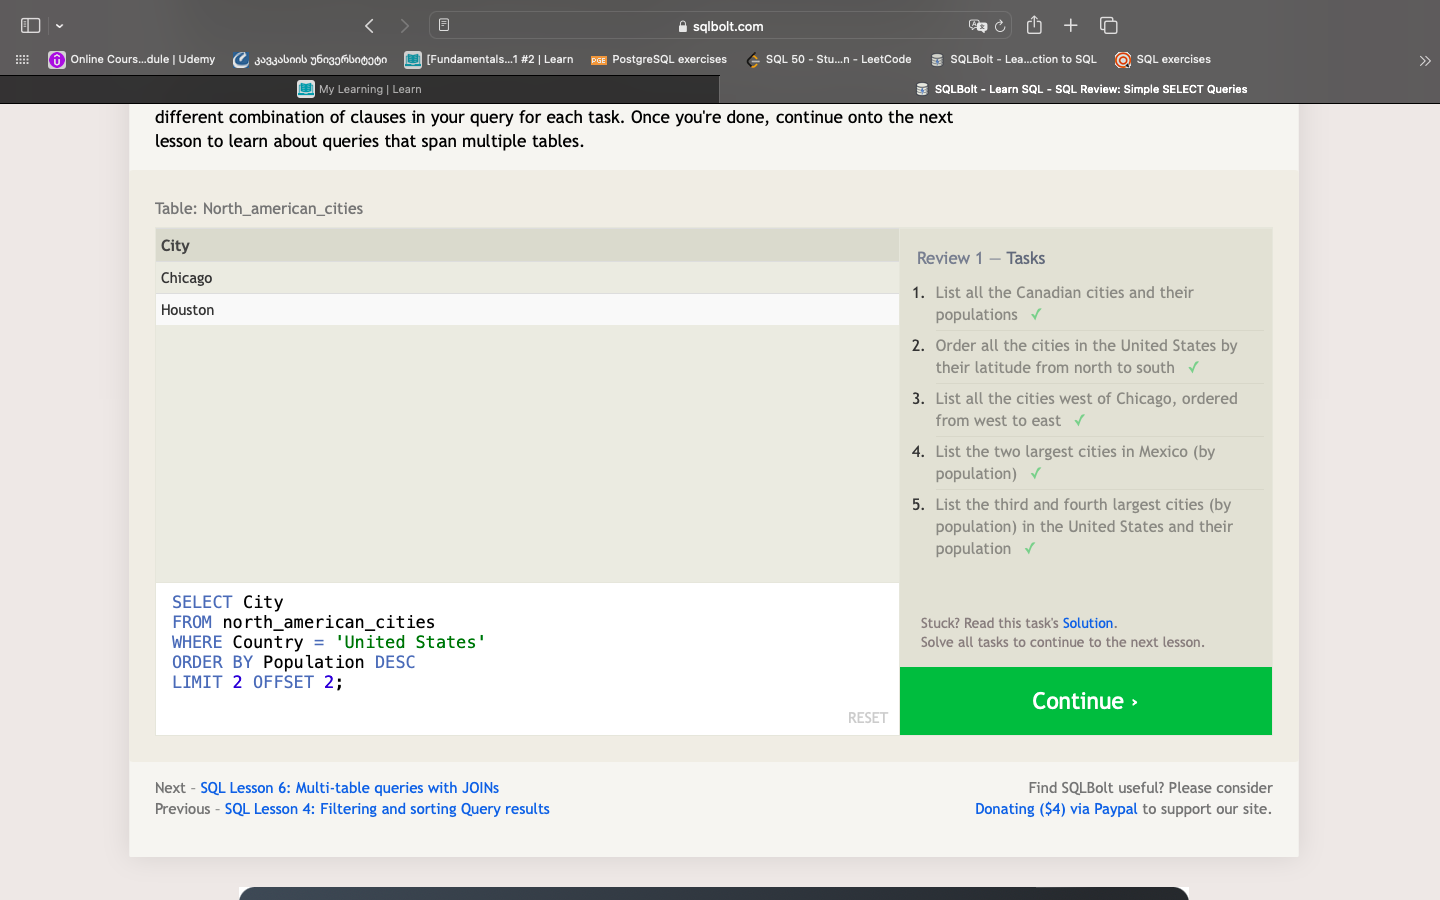 sqlbolt.com
Online Cours...dule | Udemy
კავკასიის უნივერსიტეტი
[Fundamentals...1 #2 | Learn
PGE PostgreSQL exercises
SQL 50 - Stu...n - LeetCode
SQLBolt - Lea...ction to SQL
SQL exercises
My Learning | Learn
SQLBolt - Learn SQL - SQL Review: Simple SELECT Queries
different combination of clauses in your query for each task. Once you're done, continue onto the next
lesson to learn about queries that span multiple tables.
Table: North_american_cities
City
Chicago
Houston
SELECT City
FROM north_american_cities
WHERE Country = 'United States'
ORDER BY Population DESC
LIMIT 2 OFFSET 2;
RESET
Review 1 — Tasks
1. List all the Canadian cities and their
populations ✓
2. Order all the cities in the United States by
their latitude from north to south ✓
3. List all the cities west of Chicago, ordered
from west to east ✓
4. List the two largest cities in Mexico (by
population) ✓
5. List the third and fourth largest cities (by
population) in the United States and their
population ✓
Stuck? Read this task's Solution.
Solve all tasks to continue to the next lesson.
Continue ›
Next – SQL Lesson 6: Multi-table queries with JOINs
Previous – SQL Lesson 4: Filtering and sorting Query results
Find SQLBolt useful? Please consider
Donating ($4) via Paypal to support our site.